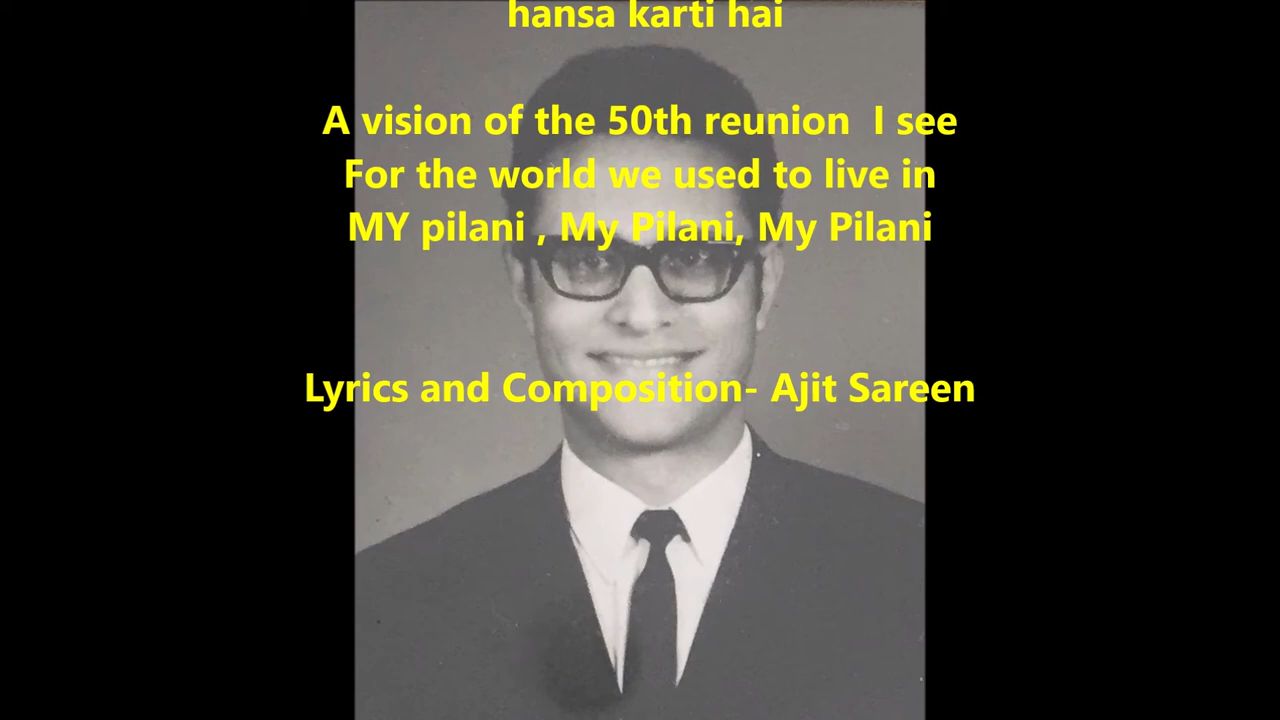 hansa karti hai
A vision of the 50th reunion I see
For the world we used to live in
MY pilani , My Pilani, My Pilani
Lyrics and Composition- Ajit Sareen